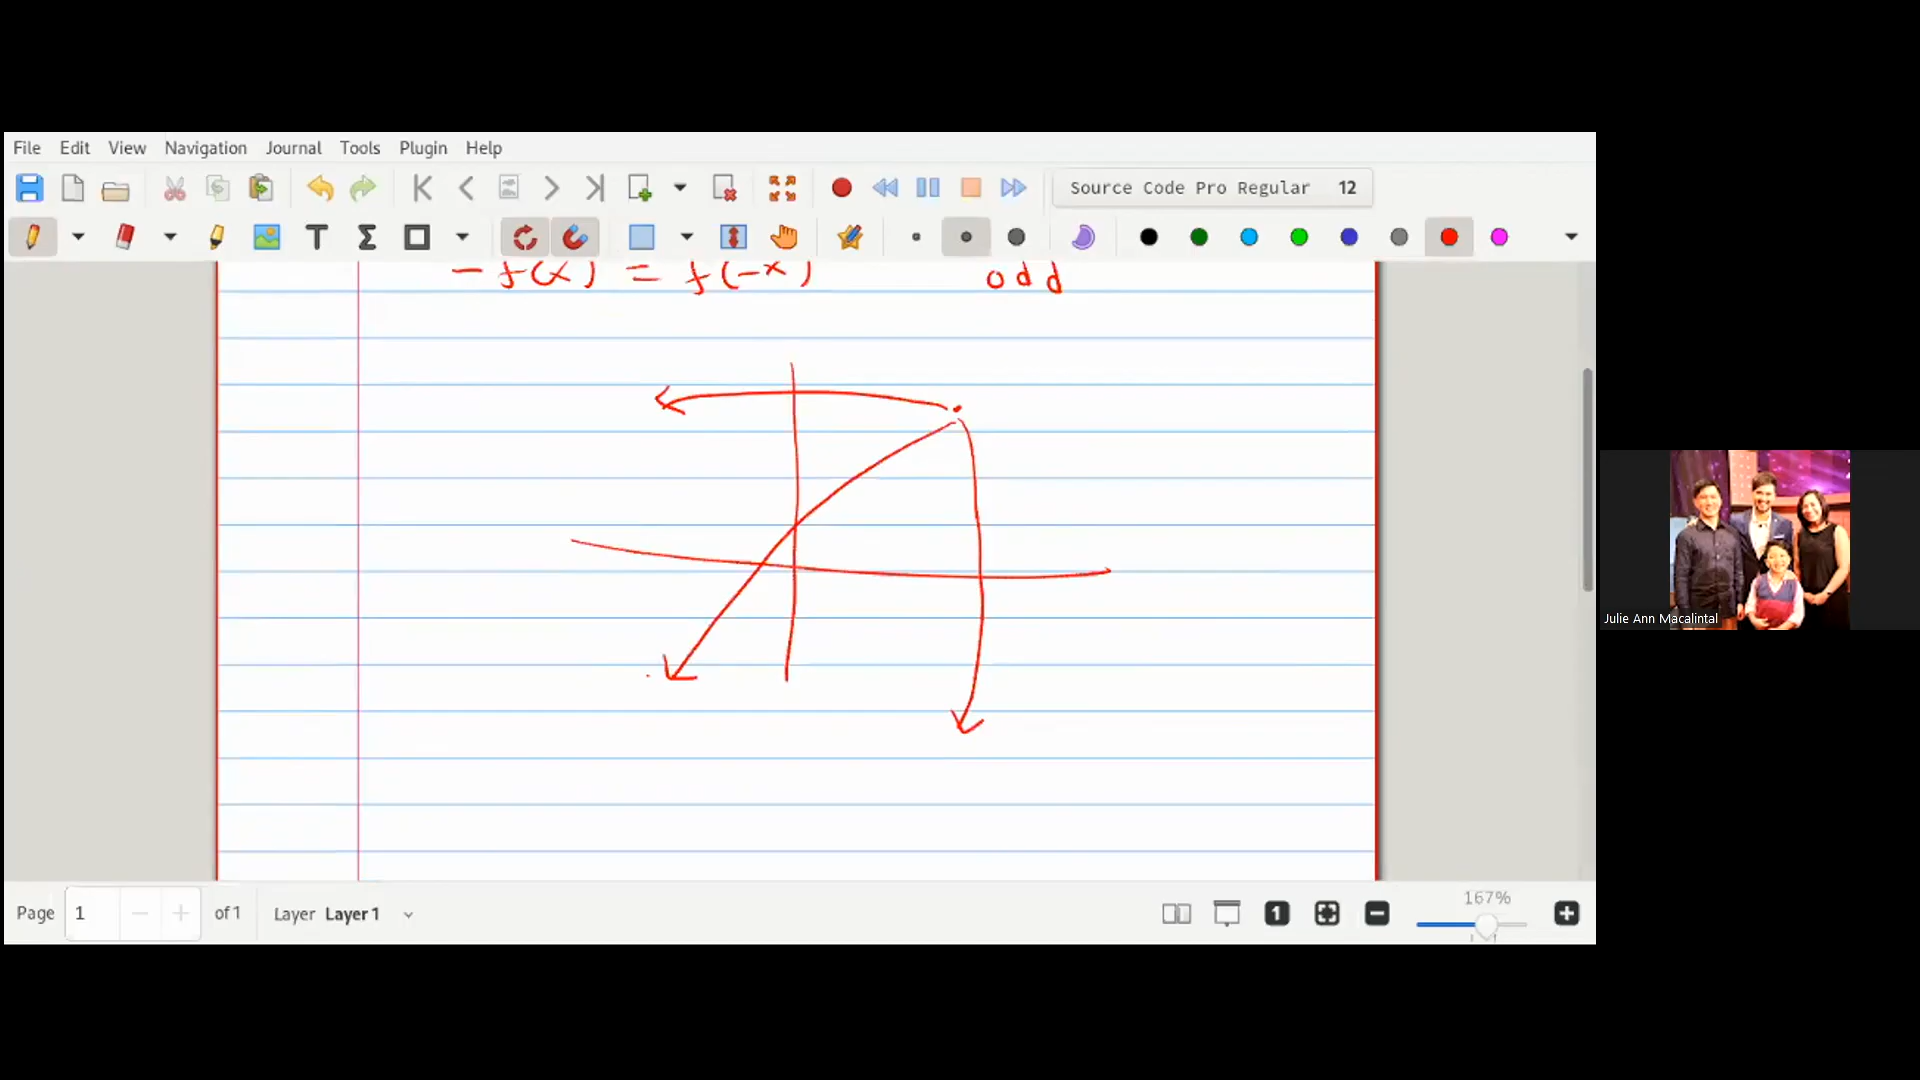 File Edit View Navigation Journal Tools Plugin Help
Source Code Pro Regular 12
- f(x) = f(-x) odd
Julie Ann Macalintal
Page 1 of 1 Layer Layer 1 1 167%